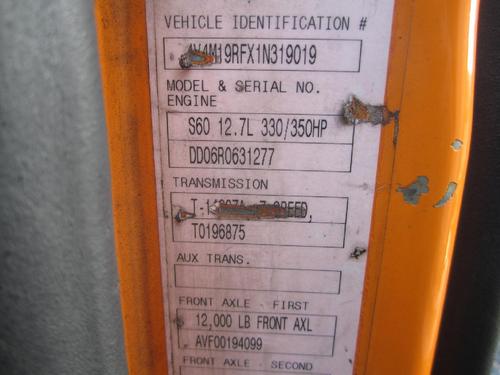 VEHICLE IDENTIFICATION #
MODEL & SERIAL NO.
ENGINE
S60 12.7L 330/350HP
DD06R0631277
TRANSMISSION
T0196875
AUX TRANS.
FRONT AXLE - FIRST
12,000 LB FRONT AXL
AVF00194099
FRONT AXLE - SECOND